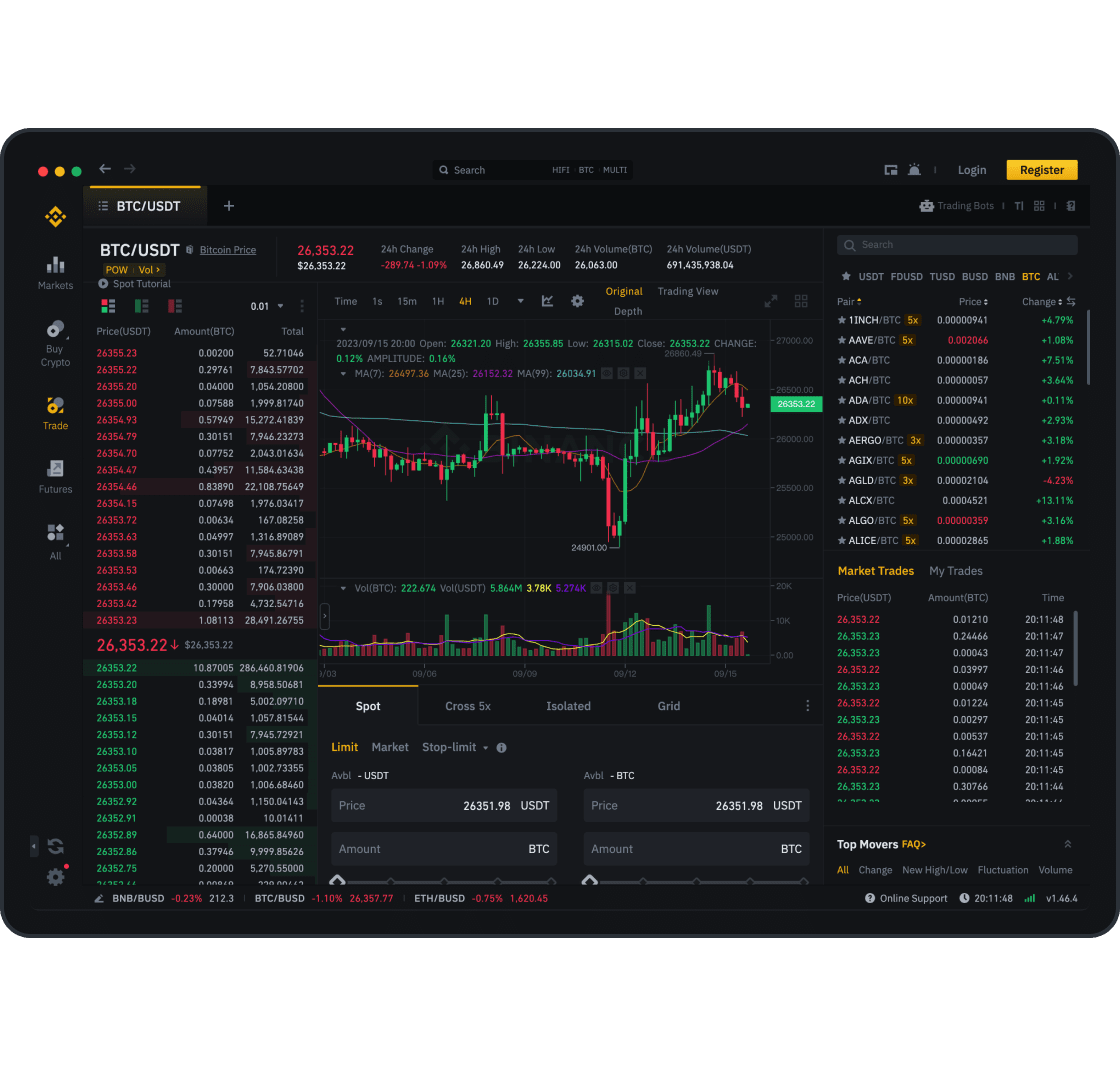 Search HIFI · BTC · MULTI
Login Register
BTC/USDT
Trading Bots
BTC/USDT Bitcoin Price
POW Vol
Spot Tutorial
26,353.22
$26,353.22
24h Change
-289.74 -1.09%
24h High
26,860.49
24h Low
26,224.00
24h Volume(BTC)
26,063.00
24h Volume(USDT)
691,435,938.04
Markets
Buy
Crypto
Trade
Futures
All
0.01
Price(USDT) Amount(BTC) Total
26355.23 0.00200 52.71046
26355.22 0.29761 7,843.57702
26355.20 0.04000 1,054.20800
26355.00 0.07588 1,999.81740
26354.93 0.57949 15,272.41839
26354.79 0.30151 7,946.23273
26354.70 0.07752 2,043.01634
26354.47 0.43957 11,584.63438
26354.46 0.83890 22,108.75649
26354.15 0.07498 1,976.03417
26353.72 0.00634 167.08258
26353.63 0.04997 1,316.89089
26353.58 0.30151 7,945.86791
26353.53 0.00663 174.72390
26353.46 0.30000 7,906.03800
26353.42 0.17958 4,732.54716
26353.23 1.08113 28,491.26755
26,353.22↓ $26,353.22
26353.22 10.87005 286,460.81906
26353.20 0.33994 8,958.50681
26353.18 0.18981 5,002.09710
26353.15 0.04014 1,057.81544
26353.12 0.30151 7,945.72921
26353.10 0.03817 1,005.89783
26353.05 0.03805 1,002.73355
26353.00 0.03820 1,006.68460
26352.92 0.04364 1,150.04143
26352.91 0.00038 10.01411
26352.89 0.64000 16,865.84960
26352.86 0.37946 9,999.85626
26352.75 0.20000 5,270.55000
Time 1s 15m 1H 4H 1D
Original Trading View
Depth
2023/09/15 20:00 Open: 26321.20 High: 26355.85 Low: 26315.02 Close: 26353.22 CHANGE:
0.12% AMPLITUDE: 0.16%
MA(7): 26497.36 MA(25): 26152.32 MA(99): 26034.91
26860.49
27000.00
26500.00
26353.22
26000.00
25500.00
25000.00
24901.00
Vol(BTC): 222.674 Vol(USDT) 5.864M 3.78K 5.274K
20K
10K
0.00
/03 09/06 09/09 09/12 09/15
Spot Cross 5x Isolated Grid
Limit Market Stop-limit
Avbl - USDT
Price 26351.98 USDT
Amount BTC
Avbl - BTC
Price 26351.98 USDT
Amount BTC
Search
USDT FDUSD TUSD BUSD BNB BTC AL
Pair Price Change
1INCH/BTC 5x 0.00000941 +4.79%
AAVE/BTC 5x 0.002066 +1.08%
ACA/BTC 0.00000186 +7.51%
ACH/BTC 0.00000057 +3.64%
ADA/BTC 10x 0.00000941 +0.11%
ADX/BTC 0.00000492 +2.93%
AERGO/BTC 3x 0.00000357 +3.18%
AGIX/BTC 5x 0.00000690 +1.92%
AGLD/BTC 3x 0.00002104 -4.23%
ALCX/BTC 0.0004521 +13.11%
ALGO/BTC 5x 0.00000359 +3.16%
ALICE/BTC 5x 0.00002865 +1.88%
Market Trades My Trades
Price(USDT) Amount(BTC) Time
26,353.22 0.01210 20:11:48
26,353.23 0.24466 20:11:47
26,353.23 0.00043 20:11:47
26,353.22 0.03997 20:11:46
26,353.23 0.00049 20:11:46
26,353.22 0.01224 20:11:45
26,353.23 0.00297 20:11:45
26,353.22 0.00537 20:11:45
26,353.23 0.16421 20:11:45
26,353.22 0.00084 20:11:45
26,353.23 0.30766 20:11:44
Top Movers FAQ>
All Change New High/Low Fluctuation Volume
BNB/BUSD -0.23% 212.3 BTC/BUSD -1.10% 26,357.77 ETH/BUSD -0.75% 1,620.45
Online Support 20:11:48 v1.46.4